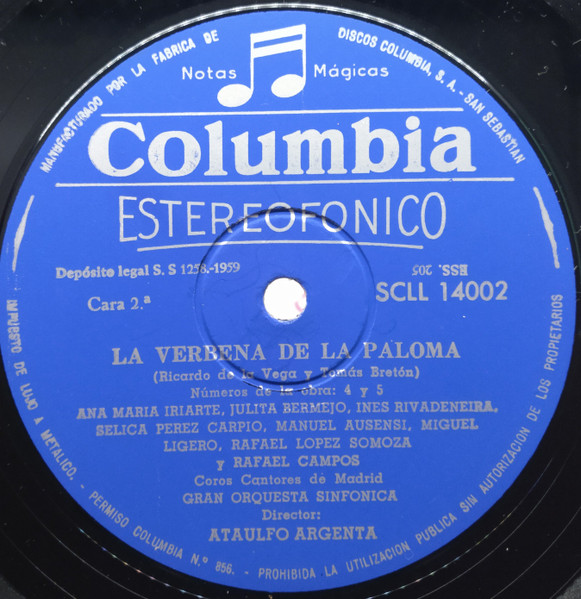 MANUFACTURADO POR LA FABRICA DE
DISCOS COLUMBIA, S. A. - SAN SEBASTIAN
Notas Mágicas
Columbia
ESTEREOFONICO
Depósito legal S. S 1258.-1959
ESS. 205
Cara 2.ª
SCLL 14002
LA VERBENA DE LA PALOMA
(Ricardo de la Vega y Tomás Bretón)
Números de la obra: 4 y 5
ANA MARIA IRIARTE, JULITA BERMEJO, INES RIVADENEIRA,
SELICA PEREZ CARPIO, MANUEL AUSENSI, MIGUEL
LIGERO, RAFAEL LOPEZ SOMOZA
Y RAFAEL CAMPOS
Coros Cantores de Madrid
GRAN ORQUESTA SINFONICA
Director:
ATAULFO ARGENTA
IMPUESTO DE LUJO A METALICO. - PERMISO COLUMBIA N.º 856. - PROHIBIDA LA UTILIZACION PUBLICA SIN AUTORIZACION DE LOS PROPIETARIOS